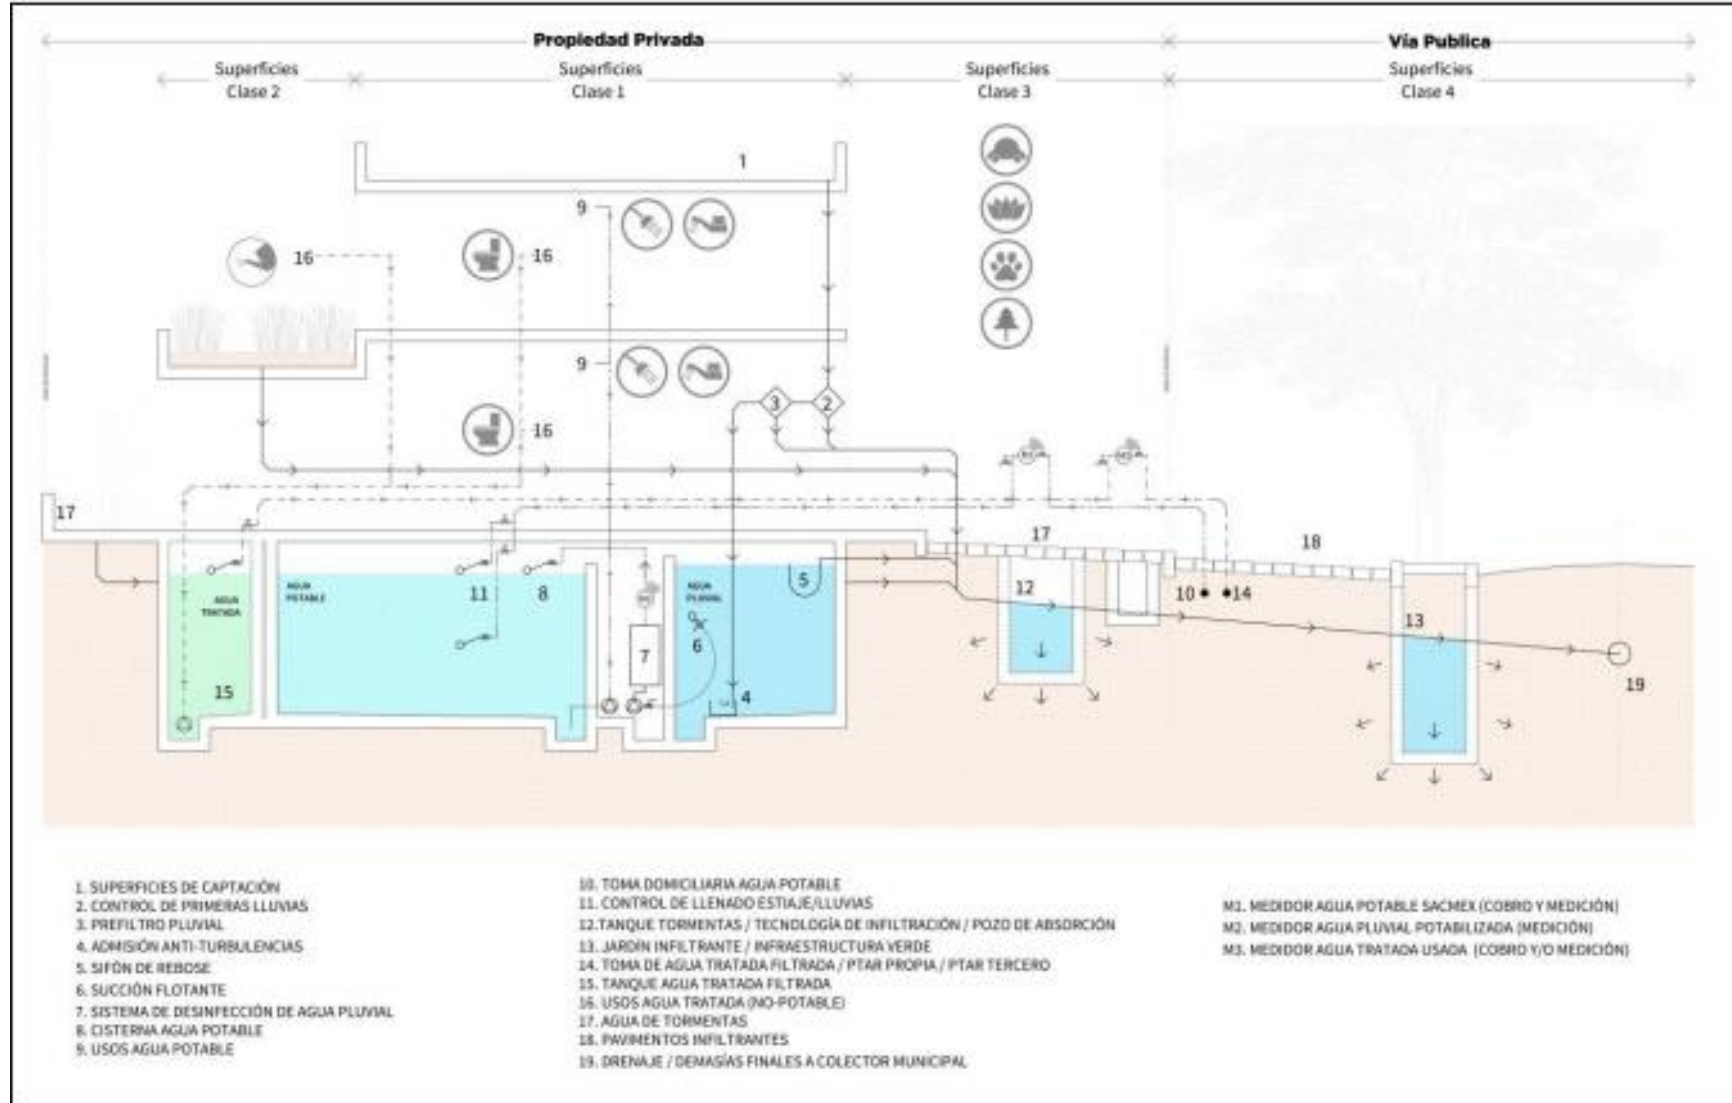 Propiedad Privada
Vía Publica
Superficies
Clase 2
Superficies
Clase 1
Superficies
Clase 3
Superficies
Clase 4
1
9
16
16
9
3
2
16
17
17
18
AGUA
TRATADA
AGUA
POTABLE
11
8
AGUA
PLUVIAL
5
12
10
14
13
6
7
15
4
19
1. SUPERFICIES DE CAPTACIÓN
2. CONTROL DE PRIMERAS LLUVIAS
3. PREFILTRO PLUVIAL
4. ADMISIÓN ANTI-TURBULENCIAS
5. SIFÓN DE REBOSE
6. SUCCIÓN FLOTANTE
7. SISTEMA DE DESINFECCIÓN DE AGUA PLUVIAL
8. CISTERNA AGUA POTABLE
9. USOS AGUA POTABLE
10. TOMA DOMICILIARIA AGUA POTABLE
11. CONTROL DE LLENADO ESTIAJE/LLUVIAS
12.TANQUE TORMENTAS / TECNOLOGÍA DE INFILTRACIÓN / POZO DE ABSORCIÓN
13. JARDÍN INFILTRANTE / INFRAESTRUCTURA VERDE
14. TOMA DE AGUA TRATADA FILTRADA / PTAR PROPIA / PTAR TERCERO
15. TANQUE AGUA TRATADA FILTRADA
16. USOS AGUA TRATADA (NO-POTABLE)
17. AGUA DE TORMENTAS
18. PAVIMENTOS INFILTRANTES
19. DRENAJE / DEMASÍAS FINALES A COLECTOR MUNICIPAL
M1. MEDIDOR AGUA POTABLE SACMEX (COBRO Y MEDICIÓN)
M2. MEDIDOR AGUA PLUVIAL POTABILIZADA (MEDICIÓN)
M3. MEDIDOR AGUA TRATADA USADA (COBRO Y/O MEDICIÓN)